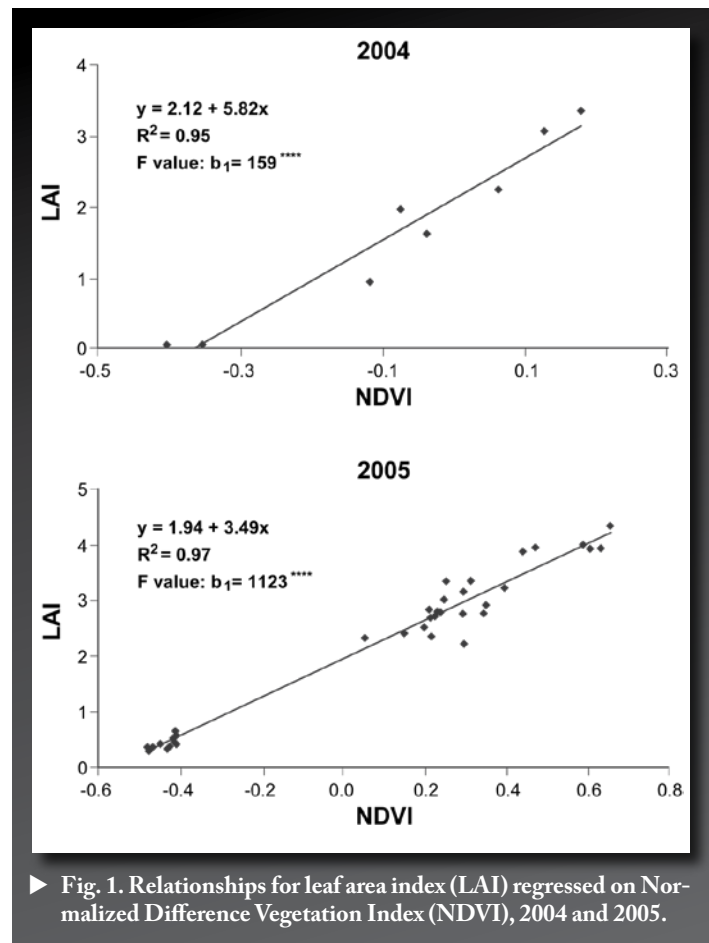 2004
4
3
2
1
0
y = 2.12 + 5.82x
R² = 0.95
F value: b₁= 159 ****
LAI
-0.5 -0.3 -0.1 0.1 0.3
NDVI
2005
5
4
3
2
1
0
y = 1.94 + 3.49x
R² = 0.97
F value: b₁= 1123 ****
LAI
-0.6 -0.4 -0.2 0.0 0.2 0.4 0.6 0.8
NDVI
▶ Fig. 1. Relationships for leaf area index (LAI) regressed on Nor-
malized Difference Vegetation Index (NDVI), 2004 and 2005.